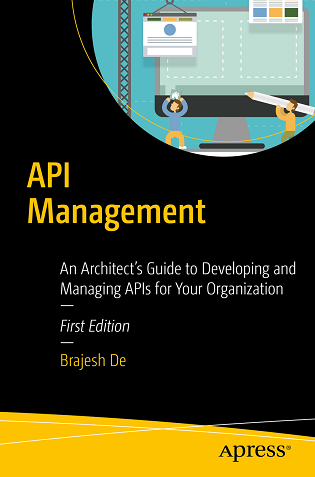 API
Management
An Architect's Guide to Developing and
Managing APIs for Your Organization
—
First Edition
—
Brajesh De
Apress®